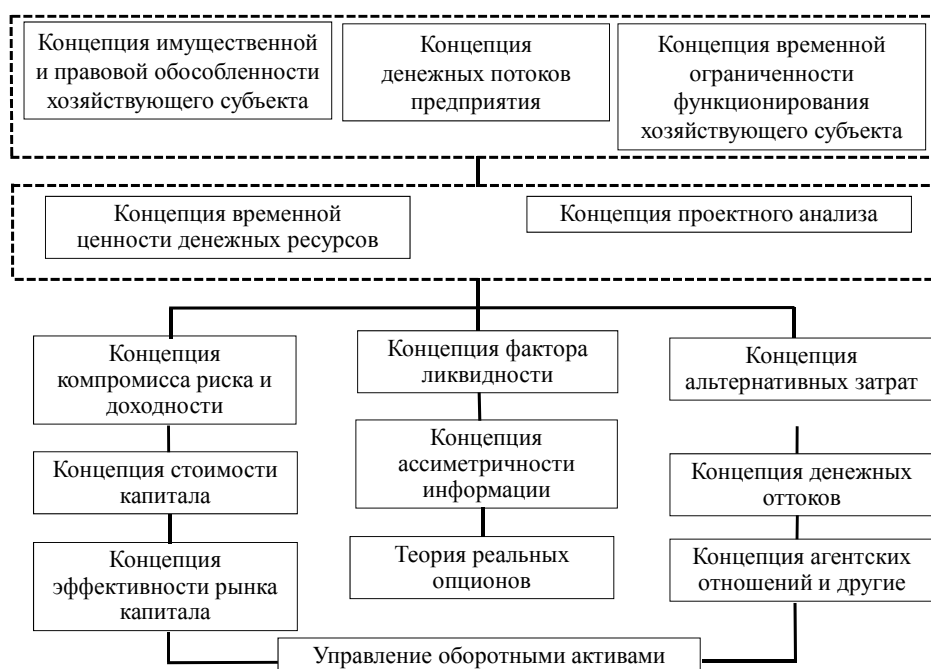 Концепция имущественной
и правовой обособленности
хозяйствующего субъекта
Концепция
денежных потоков
предприятия
Концепция временной
ограниченности
функционирования
хозяйствующего субъекта
Концепция временной
ценности денежных ресурсов
Концепция проектного анализа
Концепция
компромисса риска и
доходности
Концепция фактора
ликвидности
Концепция
альтернативных затрат
Концепция стоимости
капитала
Концепция
ассиметричности
информации
Концепция денежных
оттоков
Концепция
эффективности рынка
капитала
Теория реальных
опционов
Концепция агентских
отношений и другие
Управление оборотными активами